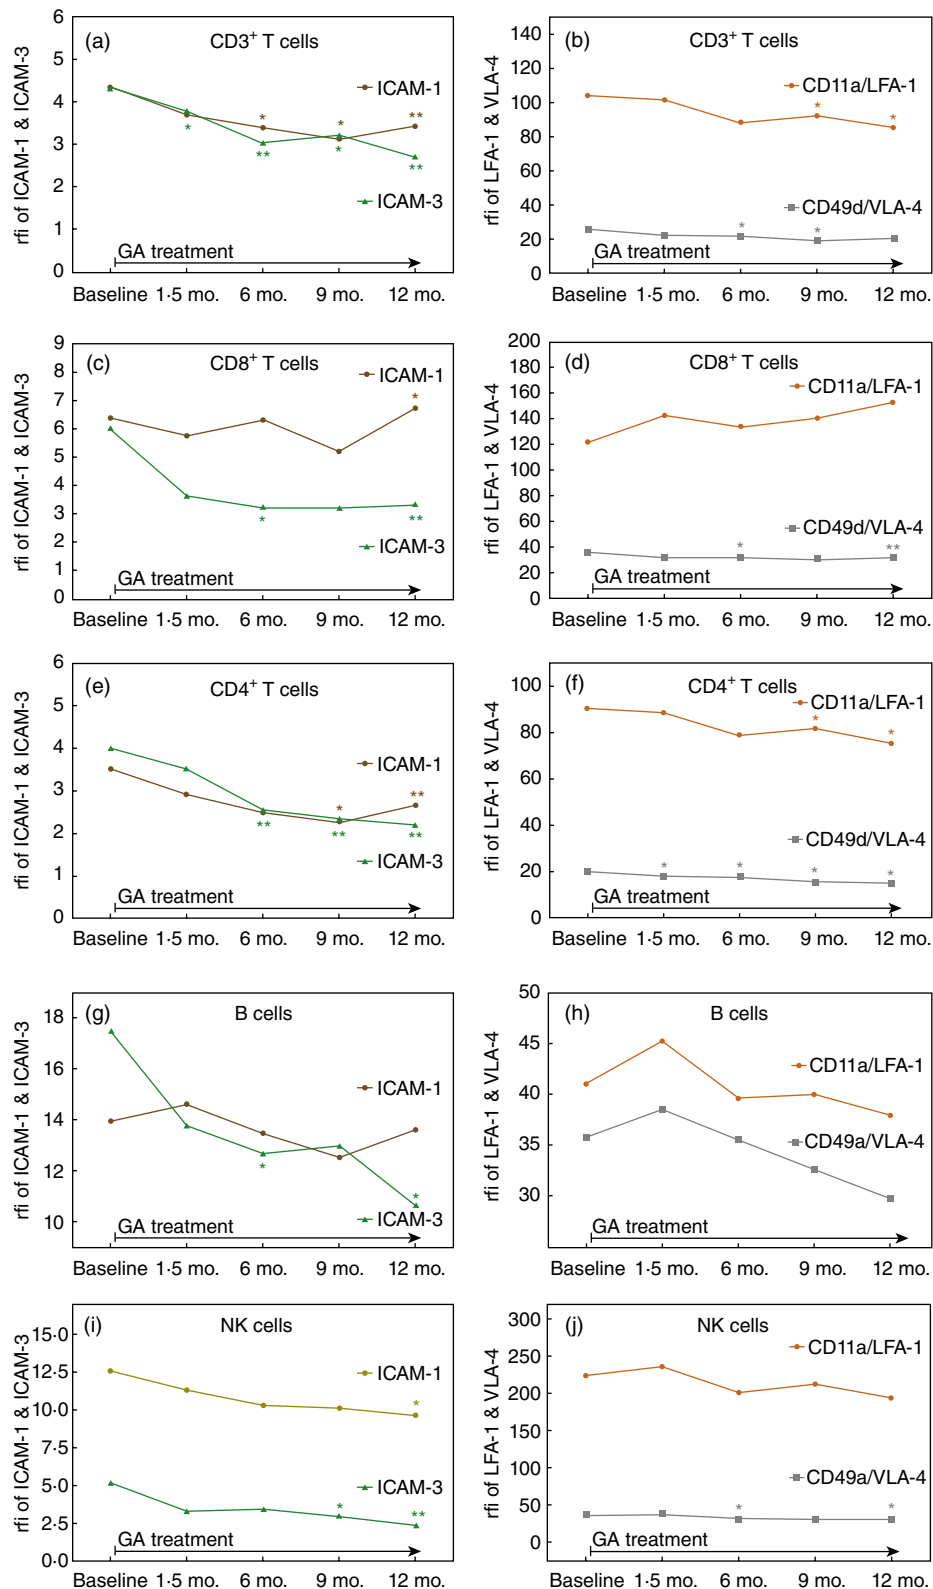 (a) CD3+ T cells
rfi of ICAM-1 & ICAM-3
6
5
4
3
2
1
0
ICAM-1
* * **
* ** * **
ICAM-3
GA treatment
Baseline 1·5 mo. 6 mo. 9 mo. 12 mo.
(b) CD3+ T cells
rfi of LFA-1 & VLA-4
140
120
100
80
60
40
20
0
CD11a/LFA-1
* *
CD49d/VLA-4
* *
GA treatment
Baseline 1·5 mo. 6 mo. 9 mo. 12 mo.
(c) CD8+ T cells
rfi of ICAM-1 & ICAM-3
9
8
7
6
5
4
3
2
1
0
ICAM-1
*
* **
ICAM-3
GA treatment
Baseline 1·5 mo. 6 mo. 9 mo. 12 mo.
(d) CD8+ T cells
rfi of LFA-1 & VLA-4
200
180
160
140
120
100
80
60
40
20
0
CD11a/LFA-1
CD49d/VLA-4
* **
GA treatment
Baseline 1·5 mo. 6 mo. 9 mo. 12 mo.
(e) CD4+ T cells
rfi of ICAM-1 & ICAM-3
6
5
4
3
2
1
0
ICAM-1
* **
** ** **
ICAM-3
GA treatment
Baseline 1·5 mo. 6 mo. 9 mo. 12 mo.
(f) CD4+ T cells
rfi of LFA-1 & VLA-4
100
80
60
40
20
0
CD11a/LFA-1
* *
CD49d/VLA-4
* * * *
GA treatment
Baseline 1·5 mo. 6 mo. 9 mo. 12 mo.
(g) B cells
rfi of ICAM-1 & ICAM-3
18
16
14
12
10
ICAM-1
* *
ICAM-3
GA treatment
Baseline 1·5 mo. 6 mo. 9 mo. 12 mo.
(h) B cells
rfi of LFA-1 & VLA-4
50
45
40
35
30
CD11a/LFA-1
CD49a/VLA-4
GA treatment
Baseline 1·5 mo. 6 mo. 9 mo. 12 mo.
(i) NK cells
rfi of ICAM-1 & ICAM-3
15·0
12·5
10·0
7·5
5·0
2·5
0·0
ICAM-1
*
ICAM-3
* **
GA treatment
Baseline 1·5 mo. 6 mo. 9 mo. 12 mo.
(j) NK cells
rfi of LFA-1 & VLA-4
300
250
200
150
100
50
0
CD11a/LFA-1
CD49a/VLA-4
* *
GA treatment
Baseline 1·5 mo. 6 mo. 9 mo. 12 mo.